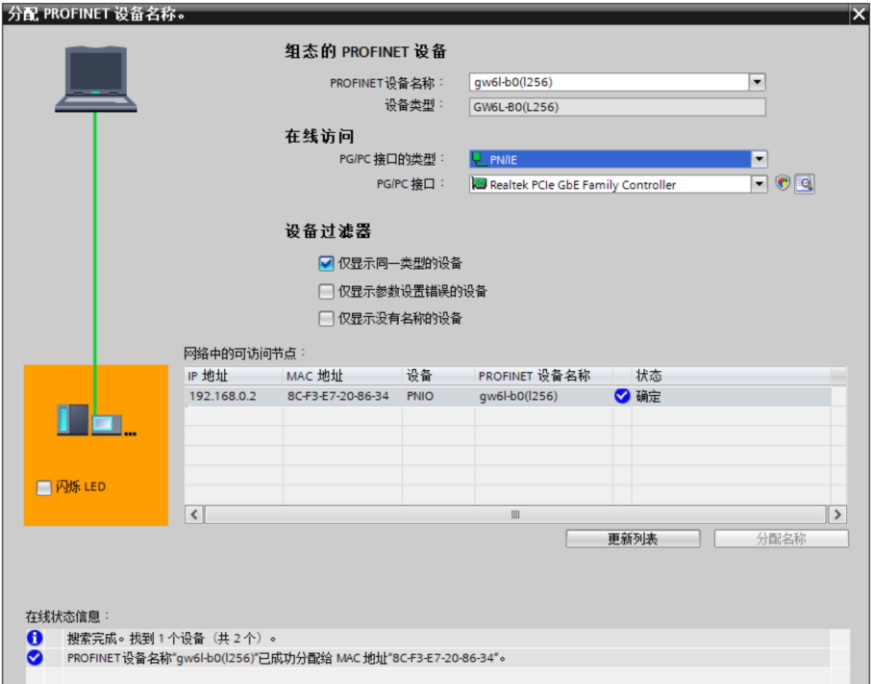 分配 PROFINET 设备名称。
组态的 PROFINET 设备
PROFINET设备名称： gw6l-b0(l256)
设备类型： GW6L-B0(L256)
在线访问
PG/PC 接口的类型： PN/IE
PG/PC 接口： Realtek PCIe GbE Family Controller
设备过滤器
仅显示同一类型的设备
仅显示参数设置错误的设备
仅显示没有名称的设备
网络中的可访问节点：
IP 地址 MAC 地址 设备 PROFINET 设备名称 状态
192.168.0.2 8C-F3-E7-20-86-34 PNIO gw6l-b0(l256) 确定
闪烁 LED
更新列表 分配名称
在线状态信息：
搜索完成。找到 1 个设备（共 2 个）。
PROFINET设备名称“gw6l-b0(l256)”已成功分配给 MAC 地址“8C-F3-E7-20-86-34”。